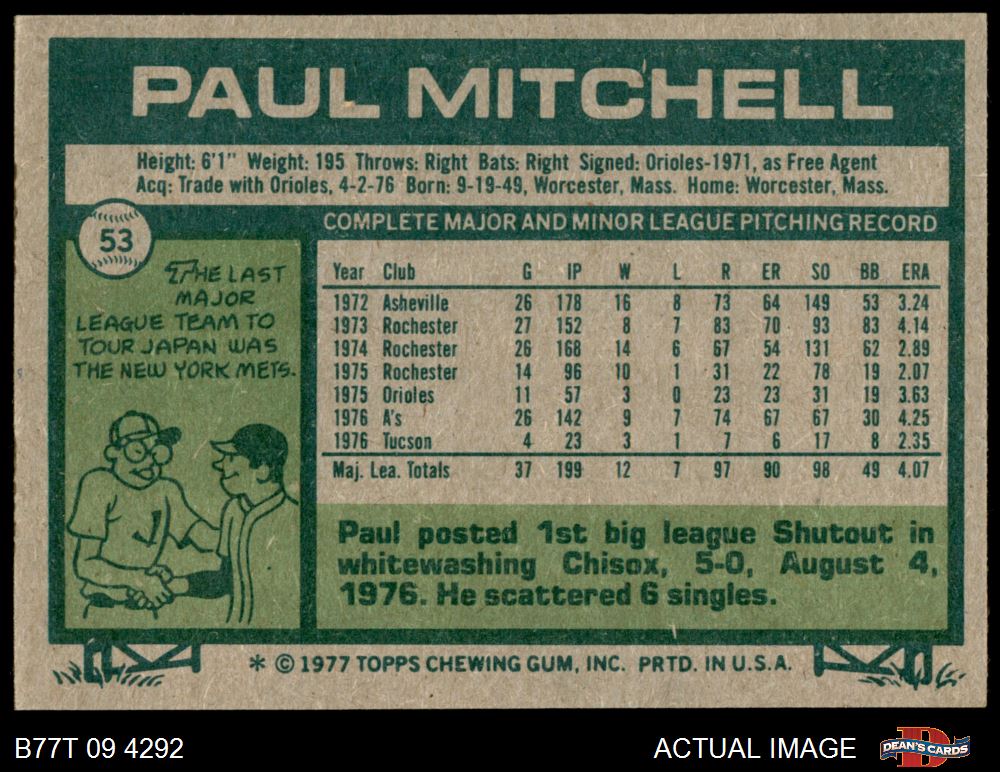 PAUL MITCHELL
Height: 6'1" Weight: 195 Throws: Right Bats: Right Signed: Orioles-1971, as Free Agent
Acq: Trade with Orioles, 4-2-76 Born: 9-19-49, Worcester, Mass. Home: Worcester, Mass.
53
THE LAST
MAJOR
LEAGUE TEAM TO
TOUR JAPAN WAS
THE NEW YORK METS.
J
COMPLETE MAJOR AND MINOR LEAGUE PITCHING RECORD
Year Club G IP W L R ER SO BB ERA
1972 Asheville 26 178 16 8 73 64 149 53 3.24
1973 Rochester 27 152 8 7 83 70 93 83 4.14
1974 Rochester 26 168 14 6 67 54 131 62 2.89
1975 Rochester 14 96 10 1 31 22 78 19 2.07
1975 Orioles 11 57 3 0 23 23 31 19 3.63
1976 A's 26 142 9 7 74 67 67 30 4.25
1976 Tucson 4 23 3 1 7 6 17 8 2.35
Maj. Lea. Totals 37 199 12 7 97 90 98 49 4.07
Paul posted 1st big league Shutout in
whitewashing Chisox, 5-0, August 4,
1976. He scattered 6 singles.
* © 1977 TOPPS CHEWING GUM, INC. PRTD. IN U.S.A.
B77T 09 4292
ACTUAL IMAGE
D
DEAN'S CARDS